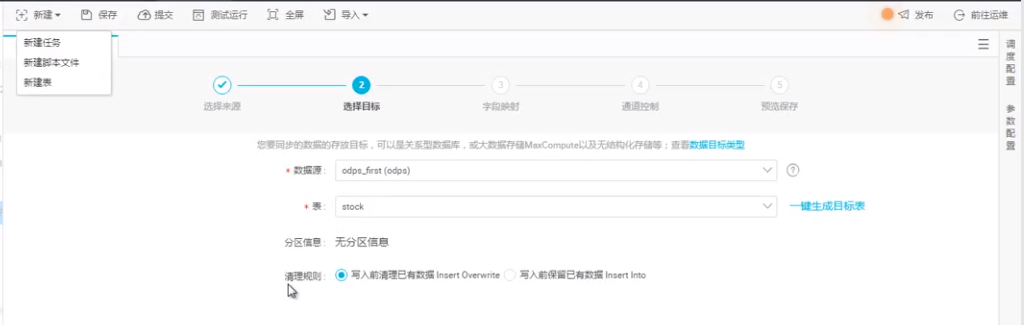 新建 保存 提交 测试运行 全屏 导入 发布 前往运维
新建任务
新建脚本文件
新建表
调度配置
参数配置
2 3 4 5
选择来源 选择目标 字段映射 通道控制 预览保存
您要同步的数据的存放目标，可以是关系型数据库，或大数据存储MaxCompute以及无结构化存储等；查看数据目标类型
* 数据源： odps_first (odps) ?
* 表： stock 一键生成目标表
分区信息： 无分区信息
清理规则： 写入前清理已有数据 Insert Overwrite 写入前保留已有数据 Insert Into